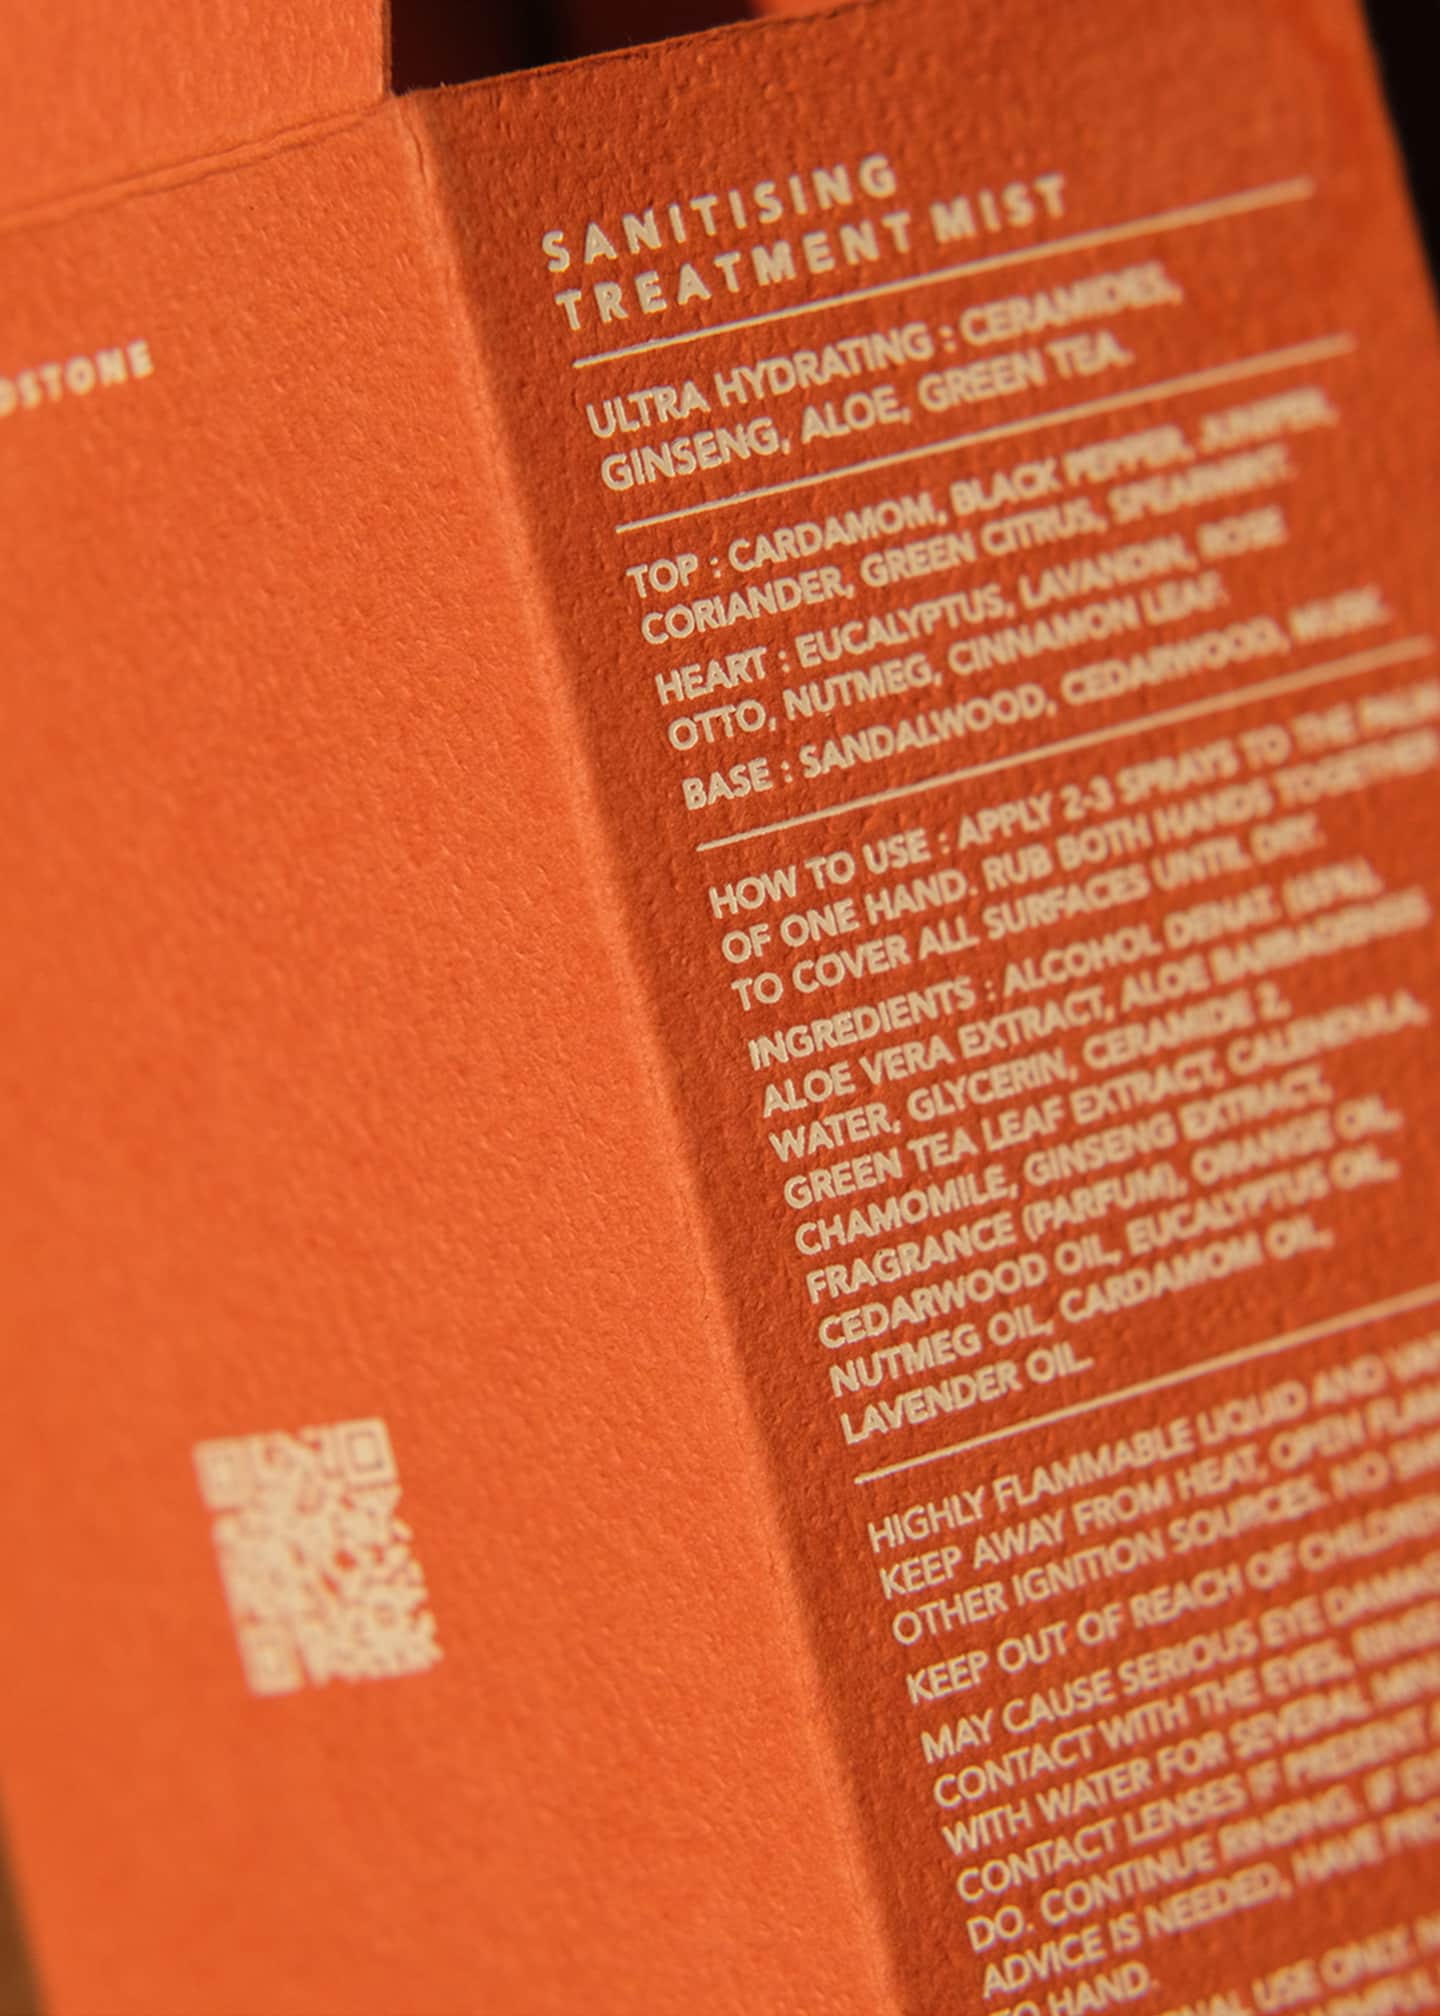 DSTONE
SANITISING
TREATMENT MIST
ULTRA HYDRATING : CERAMIDES,
GINSENG, ALOE, GREEN TEA.
TOP : CARDAMOM, BLACK PEPPER, JUNIPER,
CORIANDER, GREEN CITRUS, SPEARMINT.
HEART : EUCALYPTUS, LAVANDIN, ROSE
OTTO, NUTMEG, CINNAMON LEAF.
BASE : SANDALWOOD, CEDARWOOD, MUSK.
HOW TO USE : APPLY 2-3 SPRAYS TO THE PALM
OF ONE HAND. RUB BOTH HANDS TOGETHER
TO COVER ALL SURFACES UNTIL DRY.
INGREDIENTS : ALCOHOL DENAT. (65%),
ALOE VERA EXTRACT, ALOE BARBADENSIS
WATER, GLYCERIN, CERAMIDE 2,
GREEN TEA LEAF EXTRACT, CALENDULA,
CHAMOMILE, GINSENG EXTRACT,
FRAGRANCE (PARFUM), ORANGE OIL,
CEDARWOOD OIL, EUCALYPTUS OIL,
NUTMEG OIL, CARDAMOM OIL,
LAVENDER OIL.
HIGHLY FLAMMABLE LIQUID AND
KEEP AWAY FROM HEAT, OPEN
OTHER IGNITION SOURCES. NO
KEEP OUT OF REACH OF CHILDREN
MAY CAUSE SERIOUS EYE
CONTACT WITH THE EYES, RINSE
WITH WATER FOR SEVERAL
CONTACT LENSES IF PRESENT
DO. CONTINUE RINSING. IF
ADVICE IS NEEDED, HAVE
TO HAND.
USE ONLY.